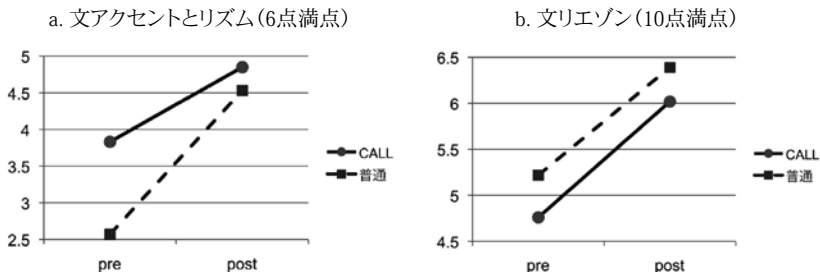 a. 文アクセントとリズム(6点満点)
5
4.5
4
3.5
3
2.5
pre
post
CALL
普通
b. 文リエゾン(10点満点)
6.5
6
5.5
5
4.5
pre
post
CALL
普通